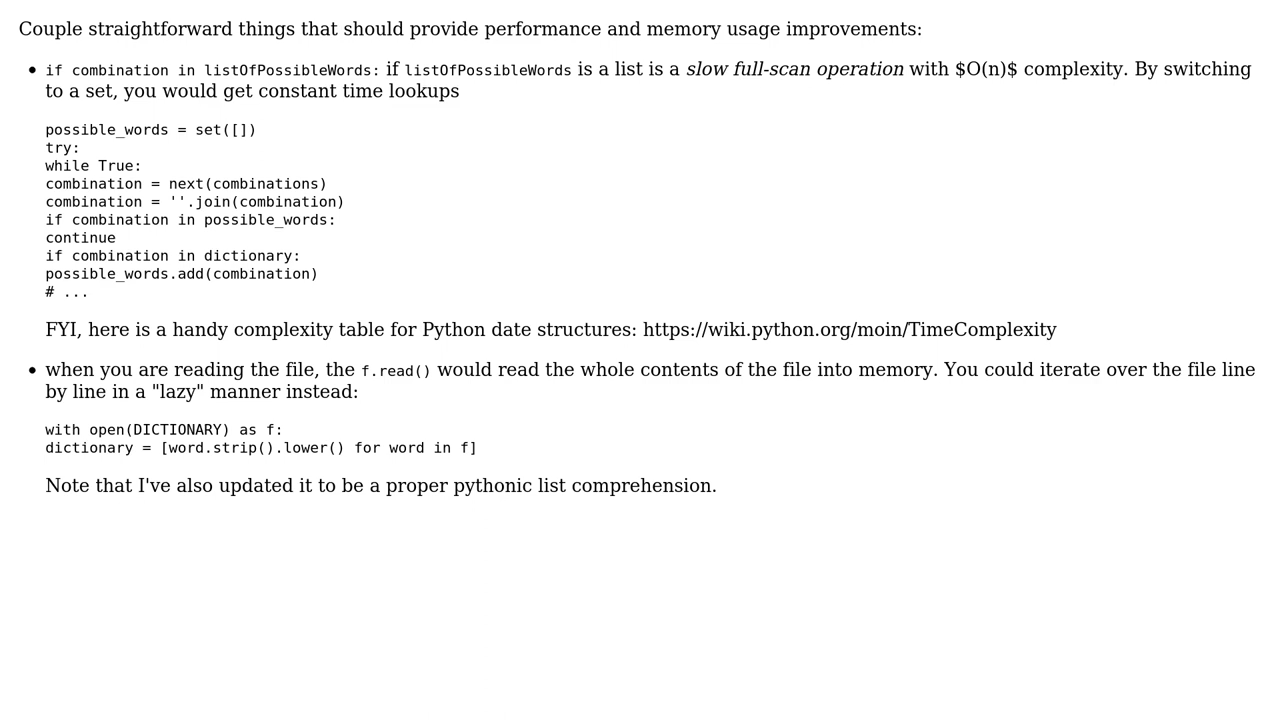 Couple straightforward things that should provide performance and memory usage improvements:
if combination in listOfPossibleWords: if listOfPossibleWords is a list is a slow full-scan operation with $O(n)$ complexity. By switching
to a set, you would get constant time lookups
possible_words = set([])
try:
while True:
combination = next(combinations)
combination = ''.join(combination)
if combination in possible_words:
continue
if combination in dictionary:
possible_words.add(combination)
# ...
FYI, here is a handy complexity table for Python date structures: https://wiki.python.org/moin/TimeComplexity
when you are reading the file, the f.read() would read the whole contents of the file into memory. You could iterate over the file line
by line in a "lazy" manner instead:
with open(DICTIONARY) as f:
dictionary = [word.strip().lower() for word in f]
Note that I've also updated it to be a proper pythonic list comprehension.